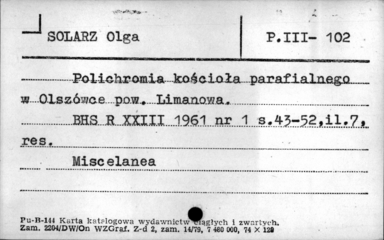 SOLARZ Olga P.III- 102
Polichromia kościoła parafialnego
w Olszówce pow. Limanowa.
BHS R XXIII 1961 nr 1 s.43-52,il.7,
res.
Miscelanea
Pu-B-144 Karta katalogowa wydawnictw ciągłych i zwartych.
Zam. 2204/DW/On WZGraf. Z-d 2, zam. 14/79, 7 460 000, 74 X 120